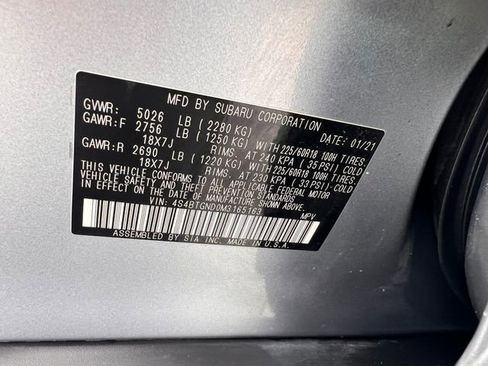 MFD BY SUBARU CORPORATION DATE: 01/21
GVWR: 5026 LB (2280 KG)
GAWR:F 2756 LB (1250 KG) WITH 225/60R18 100H TIRES,
18X7J RIMS, AT 240 KPA (35 PSI) COLD
GAWR:R 2690 LB (1220 KG) WITH 225/60R18 100H TIRES,
18X7J RIMS, AT 230 KPA (33 PSI) COLD
THIS VEHICLE CONFORMS TO ALL APPLICABLE FEDERAL MOTOR
VEHICLE SAFETY, BUMPER, AND THEFT PREVENTION STANDARDS
IN EFFECT ON THE DATE OF MANUFACTURE SHOWN ABOVE.
VIN: 4S4BTGND0M3165163 MPV
ASSEMBLED BY SIA INC. MADE IN U.S.A.